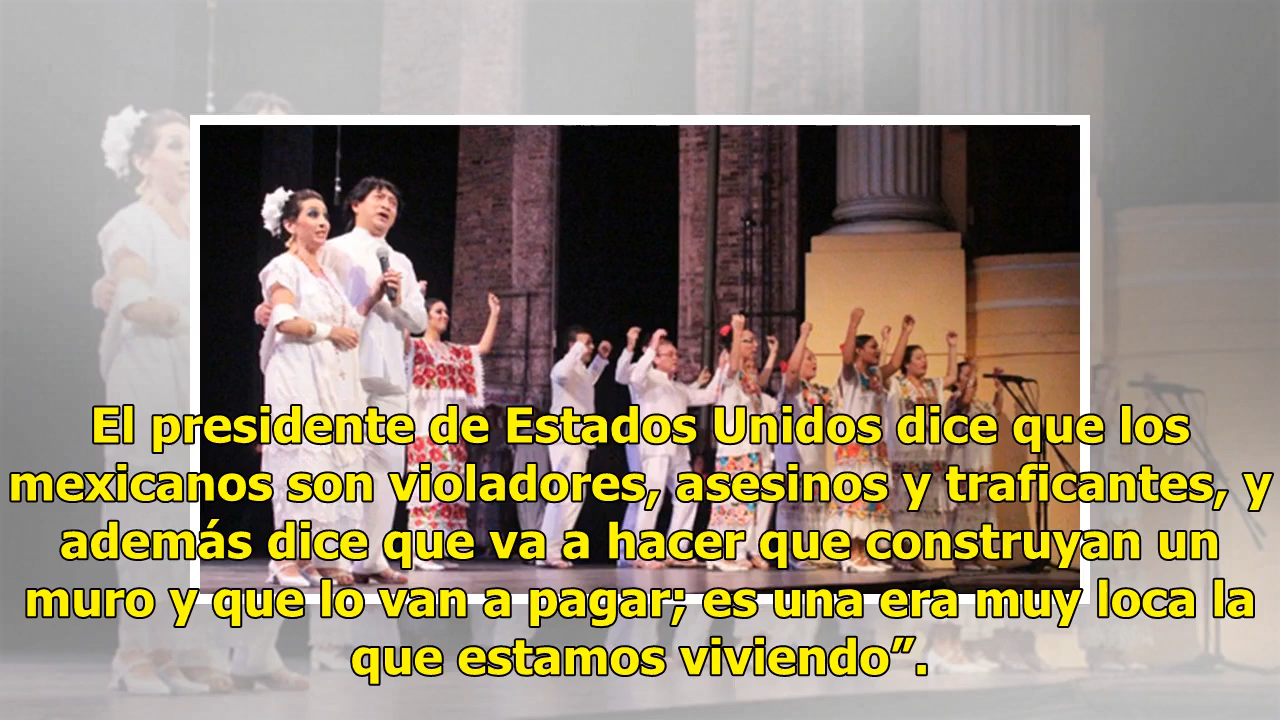 El presidente de Estados Unidos dice que los
mexicanos son violadores, asesinos y traficantes, y
además dice que va a hacer que construyan un
muro y que lo van a pagar; es una era muy loca la
que estamos viviendo”.